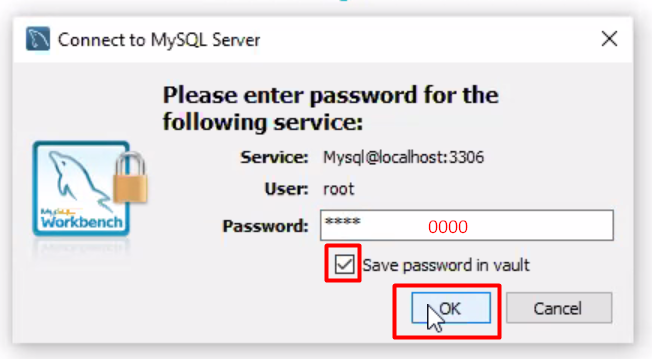 Connect to MySQL Server
Please enter password for the
following service:
Service: Mysql@localhost:3306
User: root
Password: **** 0000
Save password in vault
OK Cancel
MySQL
Workbench